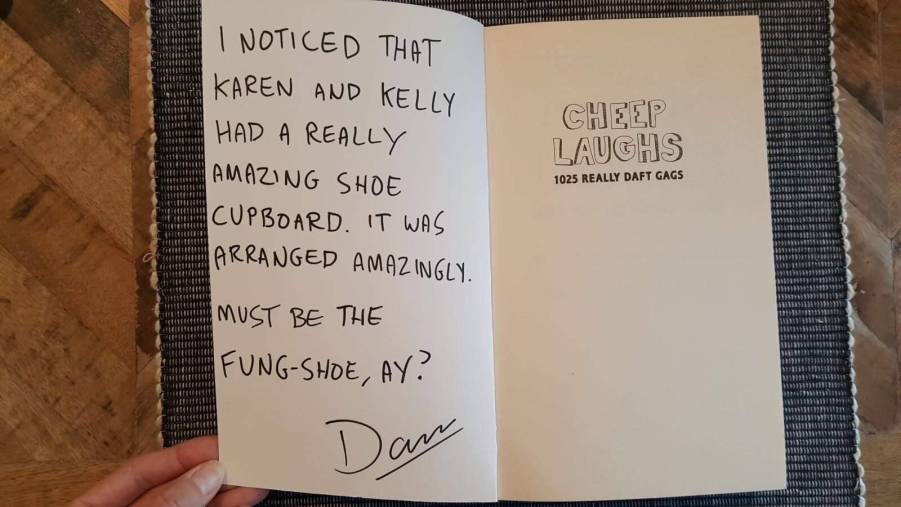 I NOTICED THAT
KAREN AND KELLY
HAD A REALLY
AMAZING SHOE
CUPBOARD. IT WAS
ARRANGED AMAZINGLY.
MUST BE THE
FUNG-SHOE, AY?
CHEEP
LAUGHS
1025 REALLY DAFT GAGS